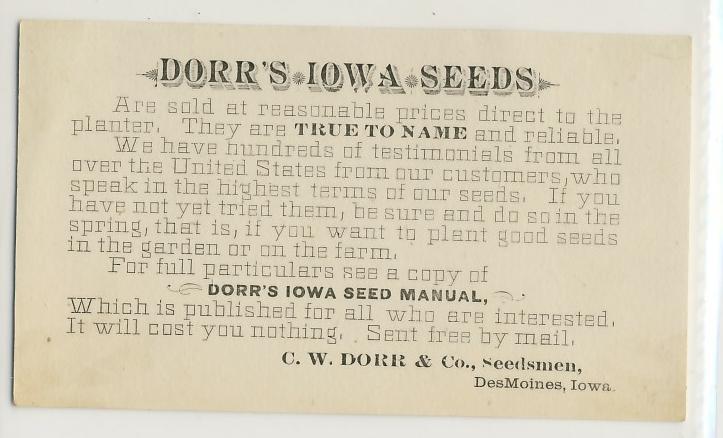 DORR'S IOWA SEEDS
Are sold at reasonable prices direct to the
planter. They are TRUE TO NAME and reliable.
We have hundreds of testimonials from all
over the United States from our customers, who
speak in the highest terms of our seeds. If you
have not yet tried them, be sure and do so in the
spring, that is, if you want to plant good seeds
in the garden or on the farm.
For full particulars see a copy of
DORR'S IOWA SEED MANUAL,
Which is published for all who are interested.
It will cost you nothing. Sent free by mail.
C. W. DORR & Co., Seedsmen,
DesMoines, Iowa.